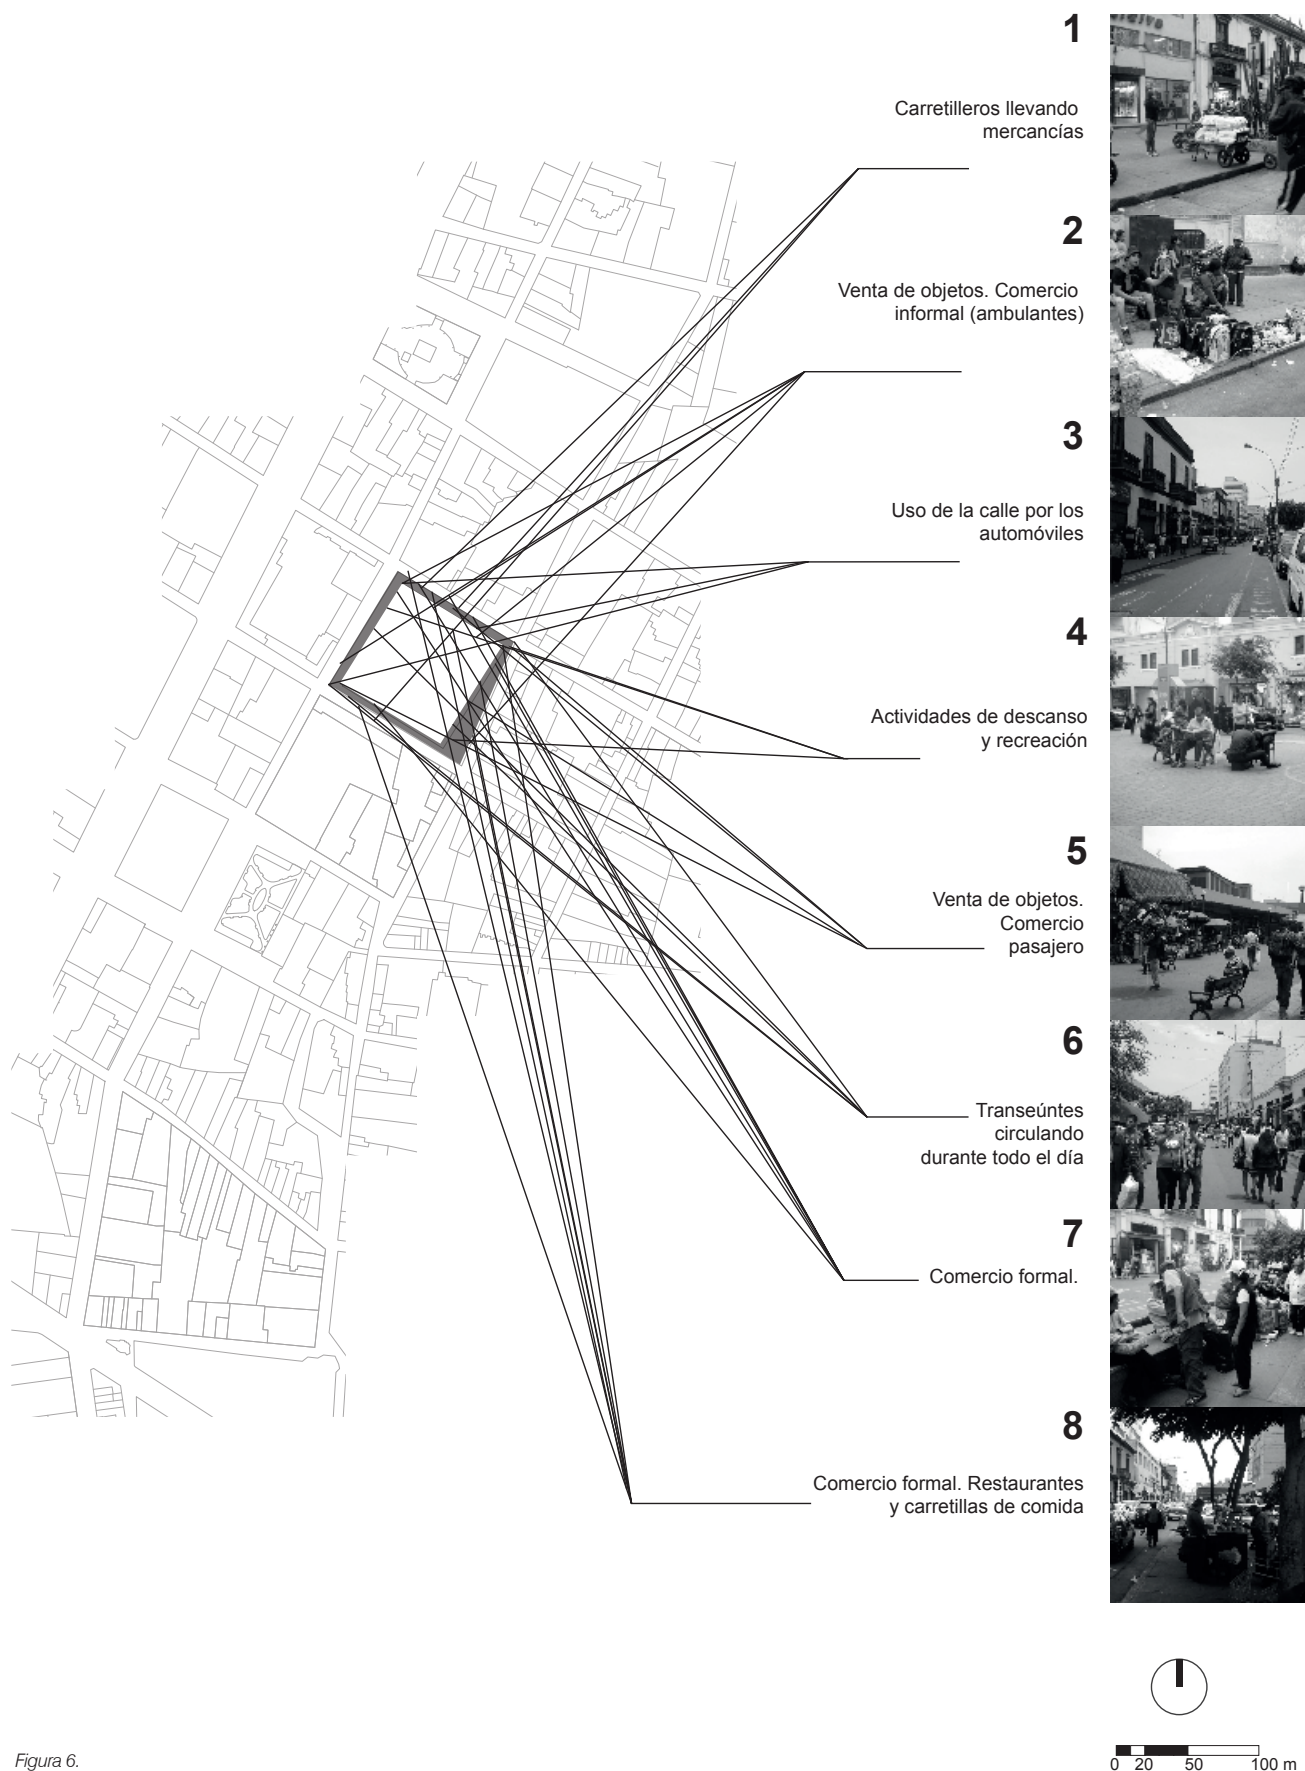 1
Carretilleros llevando
mercancías
2
Venta de objetos. Comercio
informal (ambulantes)
3
Uso de la calle por los
automóviles
4
Actividades de descanso
y recreación
5
Venta de objetos.
Comercio
pasajero
6
Transeúntes
circulando
durante todo el día
7
Comercio formal.
8
Comercio formal. Restaurantes
y carretillas de comida
Figura 6.
0 20 50 100 m